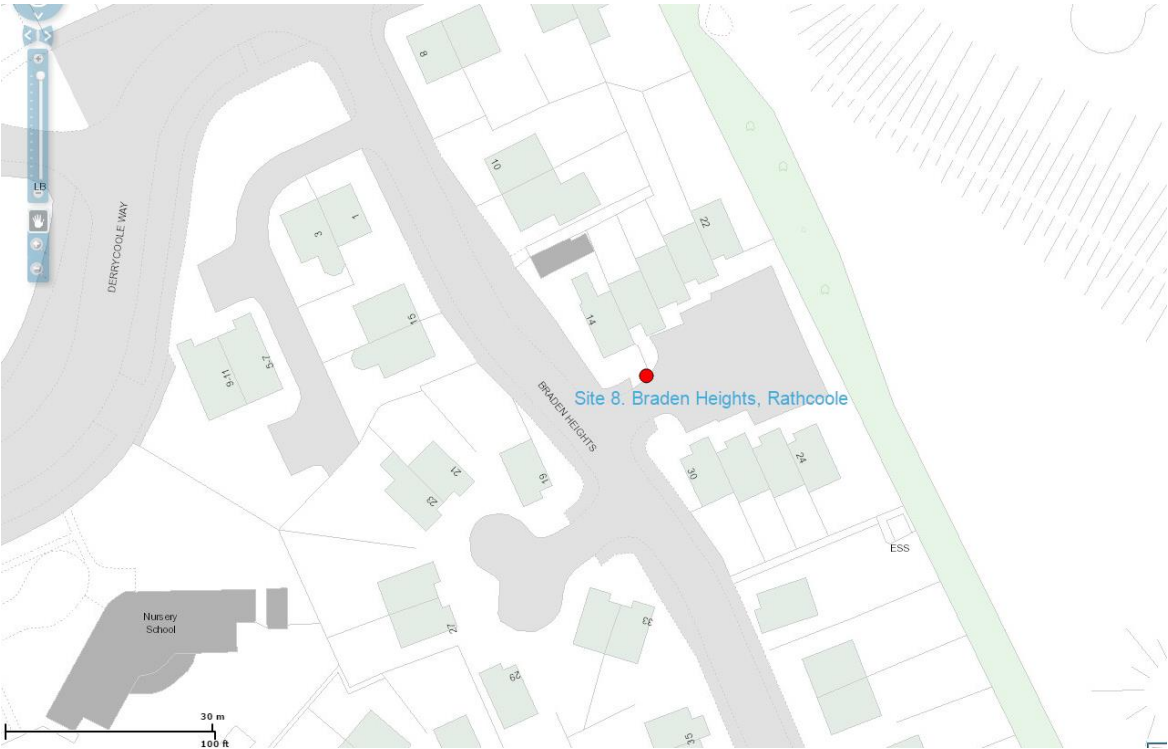 8
10
LB
22
1
3
DERRYCOOLE WAY
15
14
5-7
9-11
Site 8. Braden Heights, Rathcoole
BRADEN HEIGHTS
24
30
19
21
23
ESS
Nursery
School
33
27
29
35
30 m
100 ft